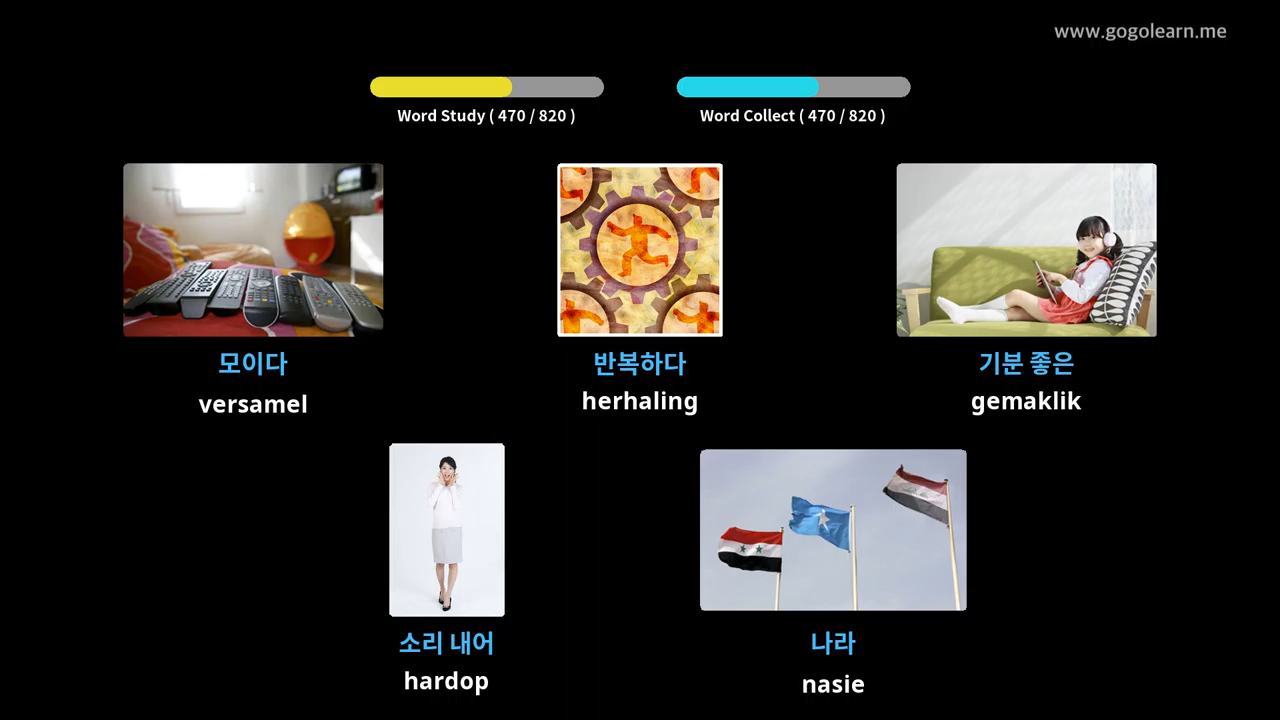 www.gogolearn.me
Word Study ( 470 / 820 )
Word Collect ( 470 / 820 )
모이다
versamel
반복하다
herhaling
기분 좋은
gemaklik
소리 내어
hardop
나라
nasie